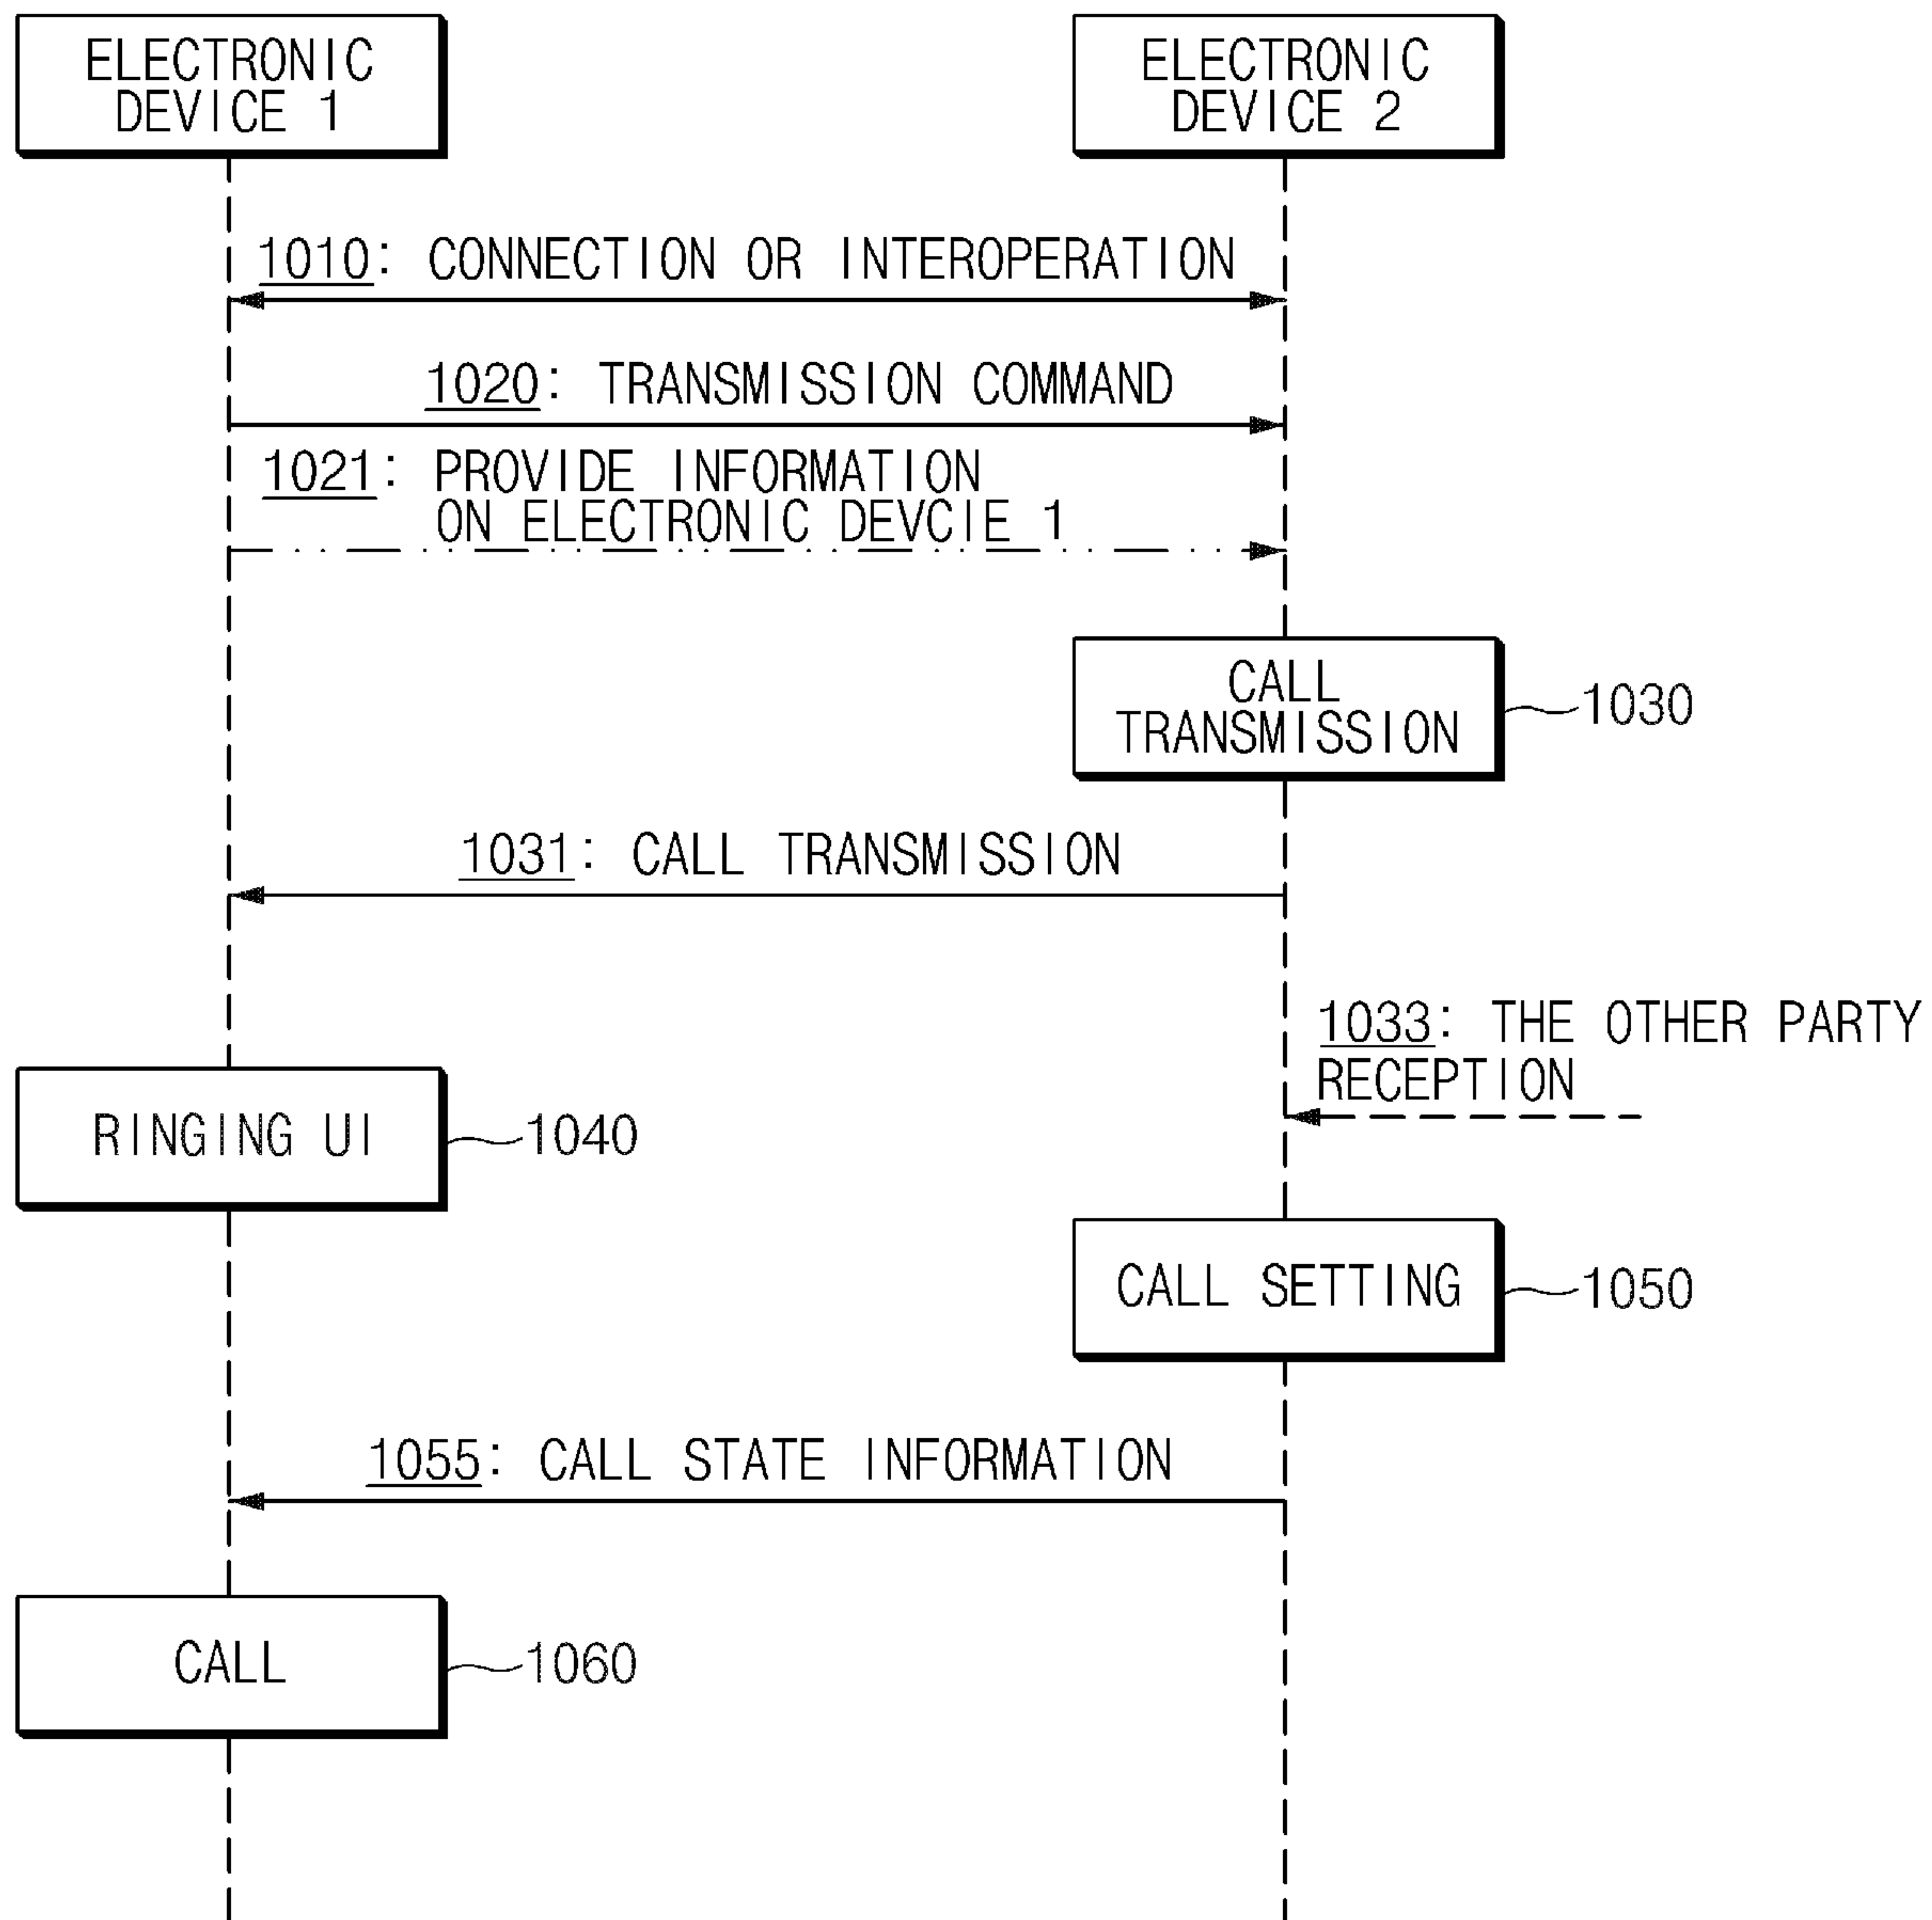 ELECTRONIC
DEVICE 1
ELECTRONIC
DEVICE 2
1010: CONNECTION OR INTEROPERATION
1020: TRANSMISSION COMMAND
1021: PROVIDE INFORMATION
ON ELECTRONIC DEVCIE 1
CALL
TRANSMISSION
1030
1031: CALL TRANSMISSION
1033: THE OTHER PARTY
RECEPTION
RINGING UI
1040
CALL SETTING
1050
1055: CALL STATE INFORMATION
CALL
1060